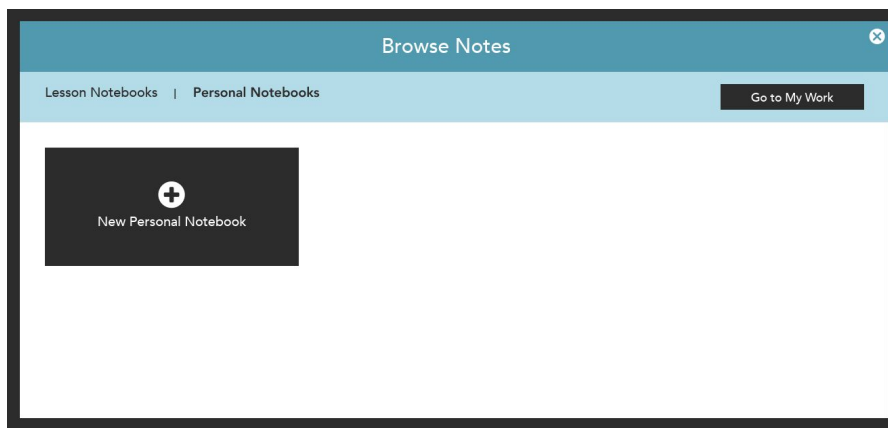 Browse Notes
Lesson Notebooks | Personal Notebooks
Go to My Work
New Personal Notebook